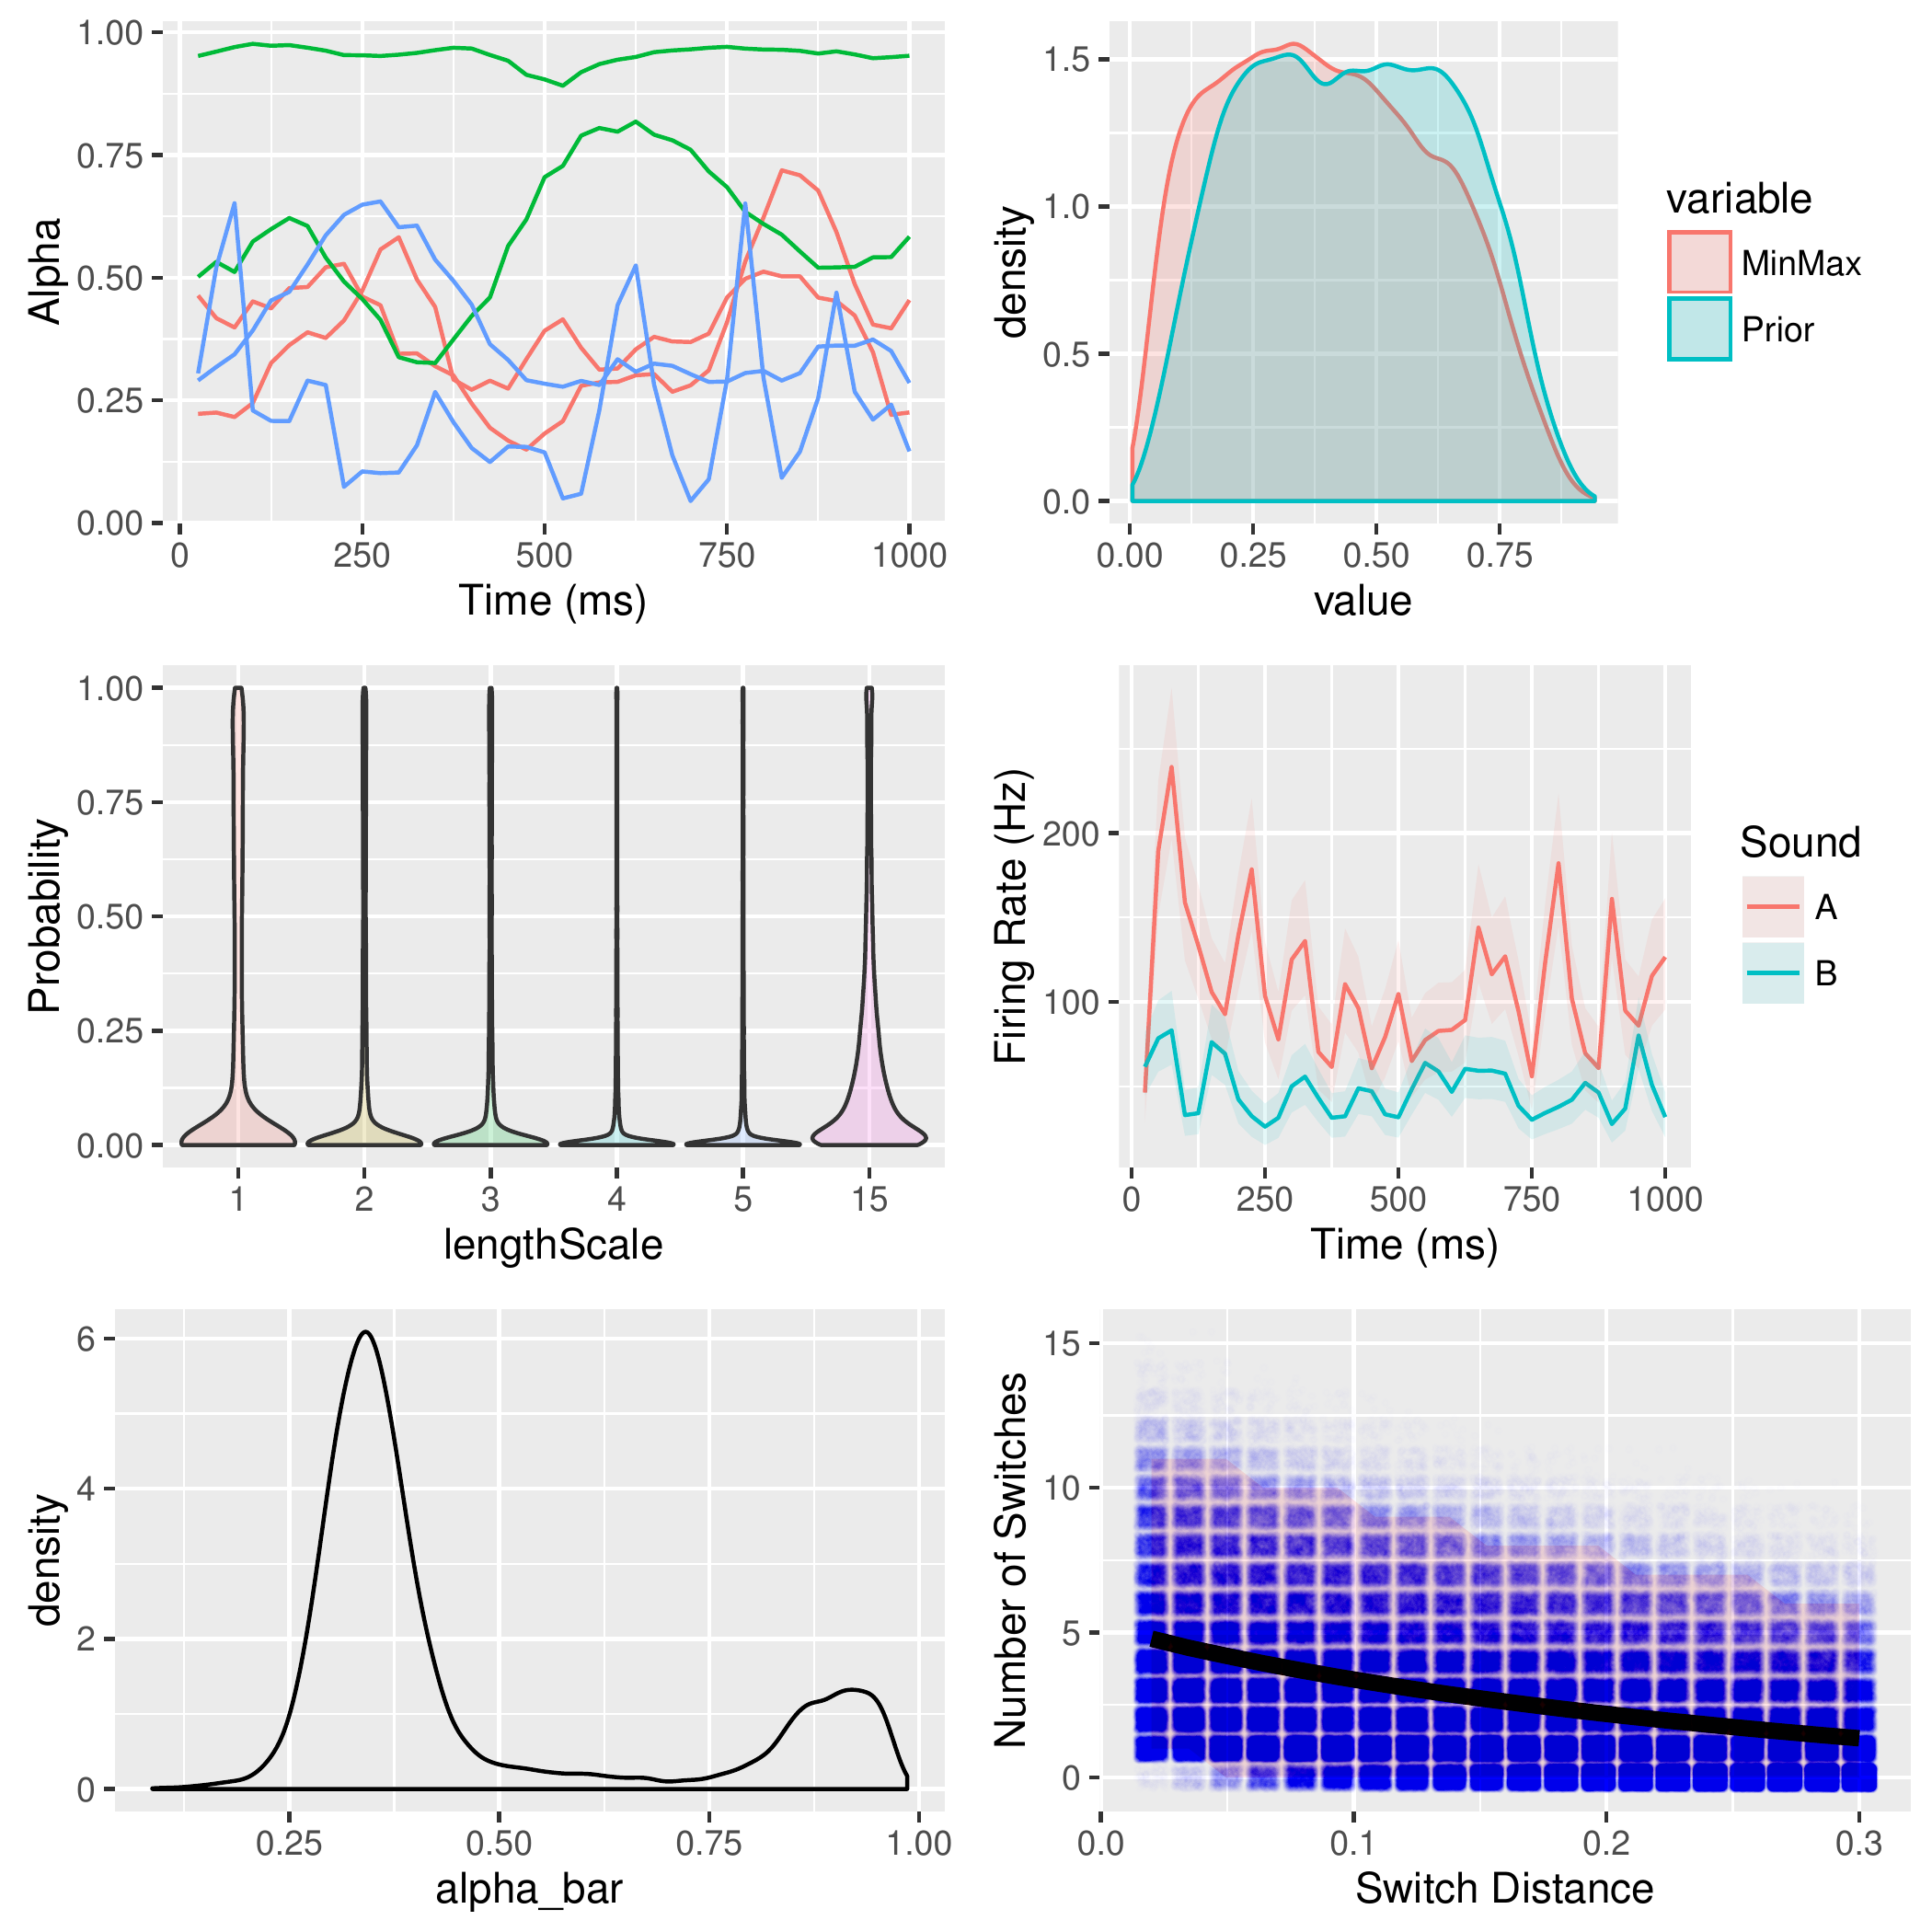 Alpha
1.00
0.75
0.50
0.25
0.00
0
250
500
750
1000
Time (ms)
density
1.5
1.0
0.5
0.0
0.00
0.25
0.50
0.75
value
variable
MinMax
Prior
Probability
1.00
0.75
0.50
0.25
0.00
1
2
3
4
5
15
lengthScale
Firing Rate (Hz)
200
100
0
250
500
750
1000
Time (ms)
Sound
A
B
density
6
4
2
0
0.25
0.50
0.75
1.00
alpha_bar
Number of Switches
15
10
5
0
0.0
0.1
0.2
0.3
Switch Distance